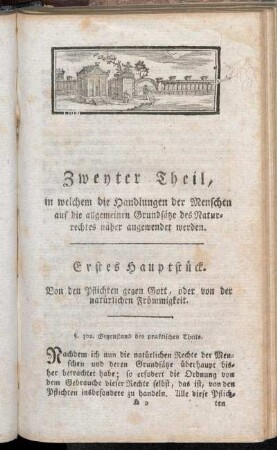 Zweyter Theil,
in welchem die Handlungen der Menschen
auf die allgemeinen Grundsätze des Natur-
rechtes näher angewendet werden.
Erstes Hauptstück.
Von den Pflichten gegen Gott, oder von der
natürlichen Frömmigkeit.
§. 302. Gegenstand des praktischen Theils.
Nachdem ich nun die natürlichen Rechte der Men-
schen und deren Grundsätze überhaupt bis-
her betrachtet habe; so erfodert die Ordnung von
dem Gebrauche dieser Rechte selbst, das ist, von den
Pflichten insbesondere zu handeln. Alle diese Pflich-
ten